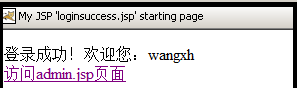 My JSP 'loginsuccess.jsp' starting page
登录成功！欢迎您：wangxh
访问admin.jsp页面